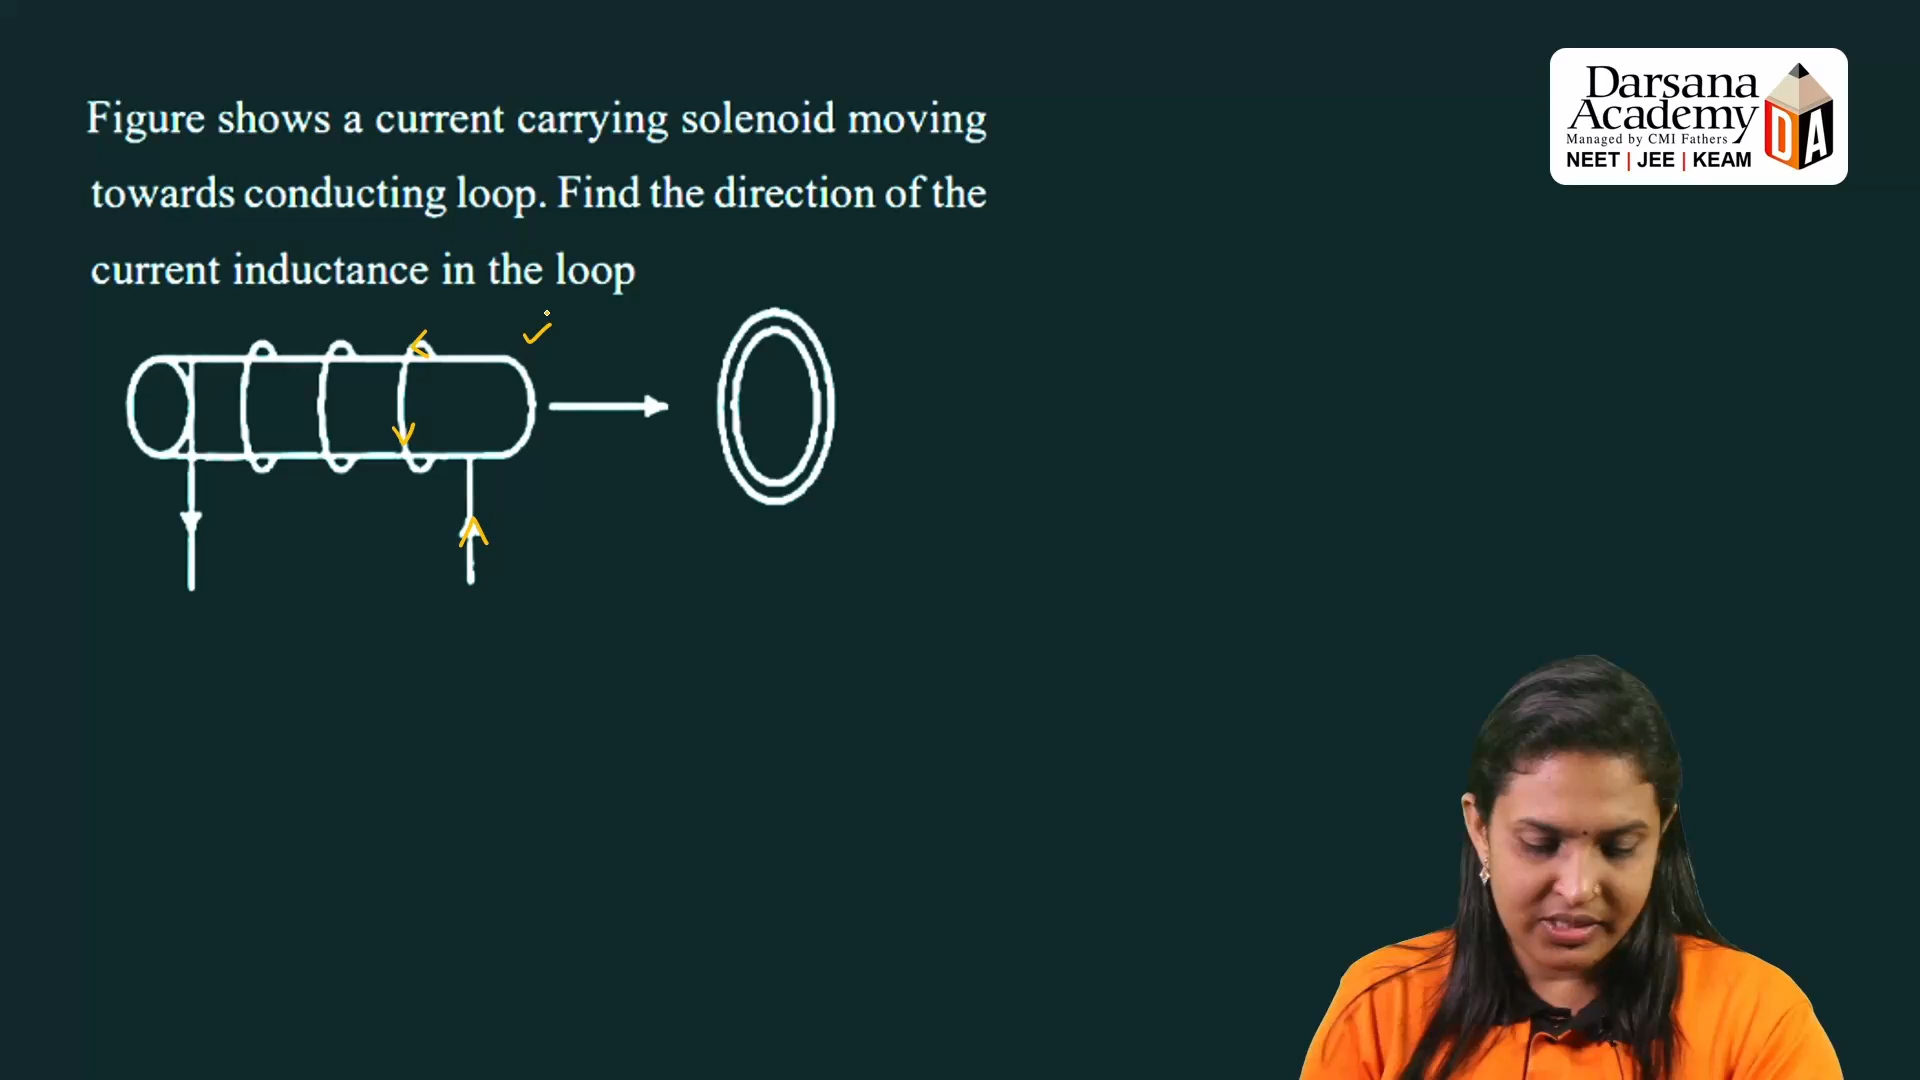 Figure shows a current carrying solenoid moving
towards conducting loop. Find the direction of the
current inductance in the loop
Darsana
Academy
Managed by CMI Fathers
NEET | JEE | KEAM
DA